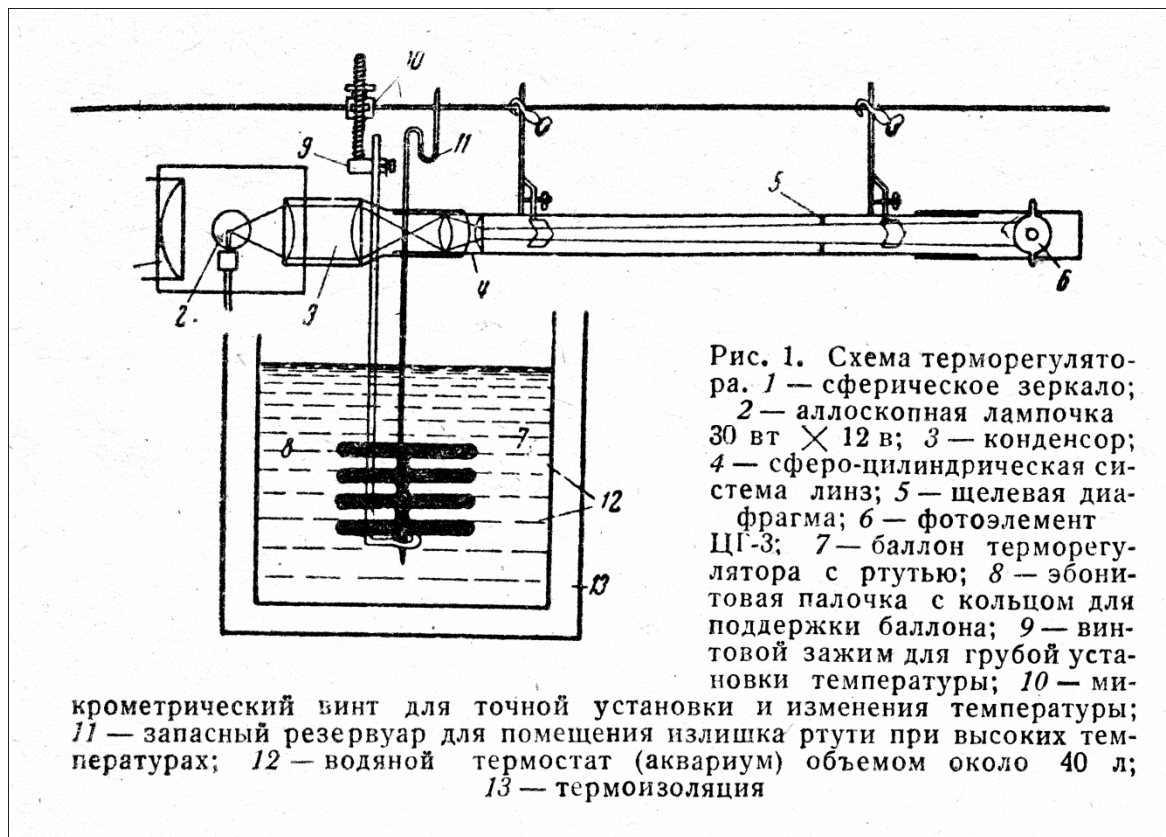 10
9
11
5
2.
3
4
6
8
7
12
13
Рис. 1. Схема терморегулято-
ра. 1 — сферическое зеркало;
2 — аллоскопная лампочка
30 вт × 12 в; 3 — конденсор;
4 — сферо-цилиндрическая си-
стема линз; 5 — щелевая диа-
фрагма; 6 — фотоэлемент
ЦГ-3; 7 — баллон терморегу-
лятора с ртутью; 8 — эбони-
товая палочка с кольцом для
поддержки баллона; 9 — вин-
товой зажим для грубой уста-
новки температуры; 10 — ми-
крометрический винт для точной установки и изменения температуры;
11 — запасный резервуар для помещения излишка ртути при высоких тем-
пературах; 12 — водяной термостат (аквариум) объемом около 40 л;
13 — термоизоляция